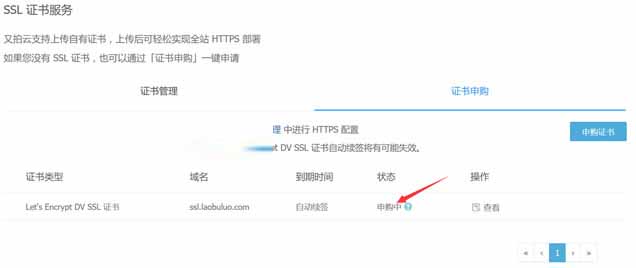 SSL 证书服务
又拍云支持上传自有证书，上传后可轻松实现全站 HTTPS 部署
如果您没有 SSL 证书，也可以通过「证书申购」一键申请
证书管理 证书申购
理 中进行 HTTPS 配置
申购证书
et DV SSL 证书自动续签将有可能失效。
证书类型 域名 到期时间 状态 操作
Let's Encrypt DV SSL 证书 ssl.laobuluo.com 自动续签 申购中 ? 查看
« ‹ 1 › »